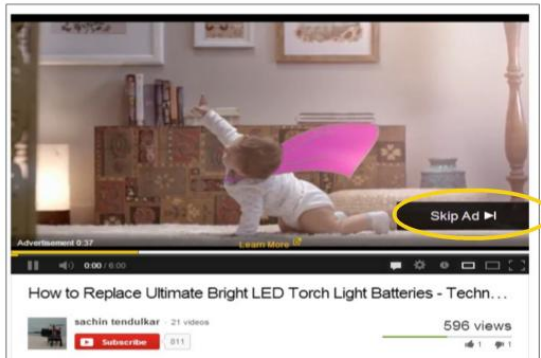 Skip Ad
Advertisement 0:37
Learn More
0:00 / 6:00
How to Replace Ultimate Bright LED Torch Light Batteries - Techn...
sachin tendulkar · 21 videos
596 views
Subscribe 811
1 1